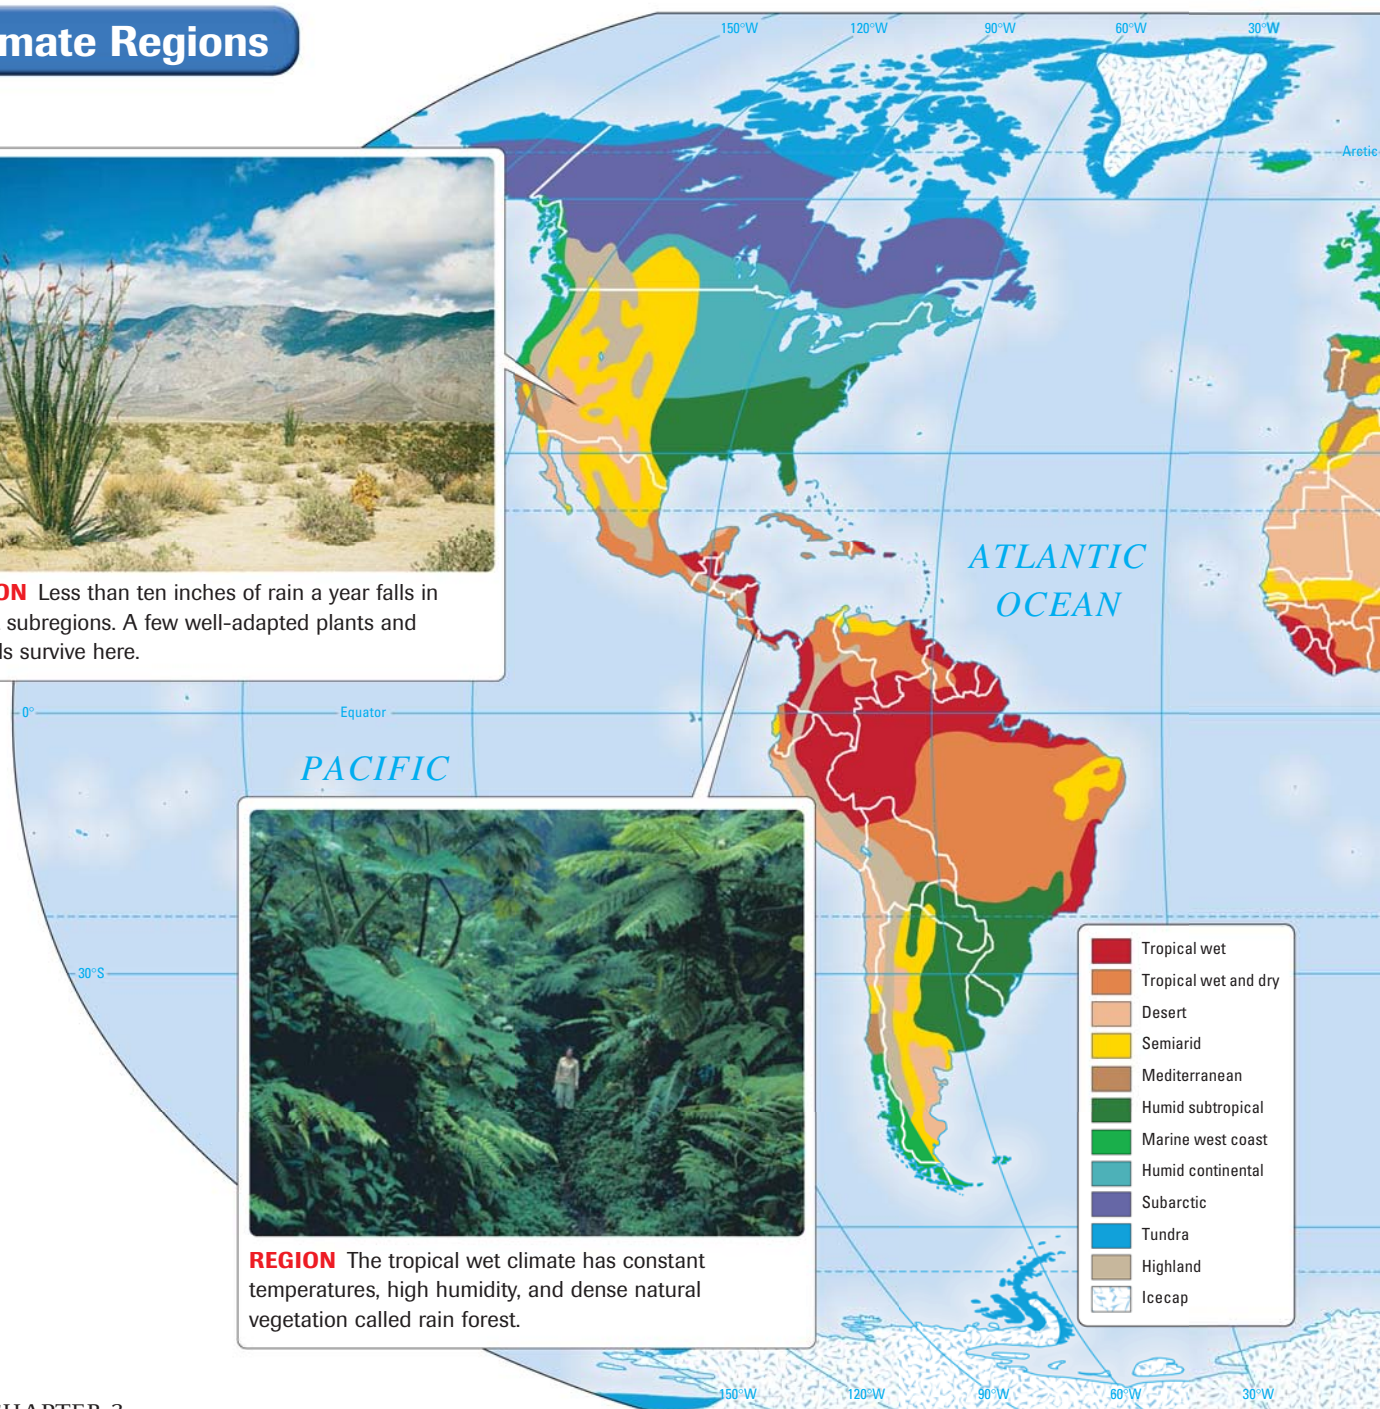 mate Regions
150°W 120°W 90°W 60°W 30°W
Arctic
ON Less than ten inches of rain a year falls in
subregions. A few well-adapted plants and
ls survive here.
ATLANTIC
OCEAN
0° Equator
PACIFIC
30°S
REGION The tropical wet climate has constant
temperatures, high humidity, and dense natural
vegetation called rain forest.
Tropical wet
Tropical wet and dry
Desert
Semiarid
Mediterranean
Humid subtropical
Marine west coast
Humid continental
Subarctic
Tundra
Highland
Icecap
150°W 120°W 90°W 60°W 30°W
CHAPTER 3